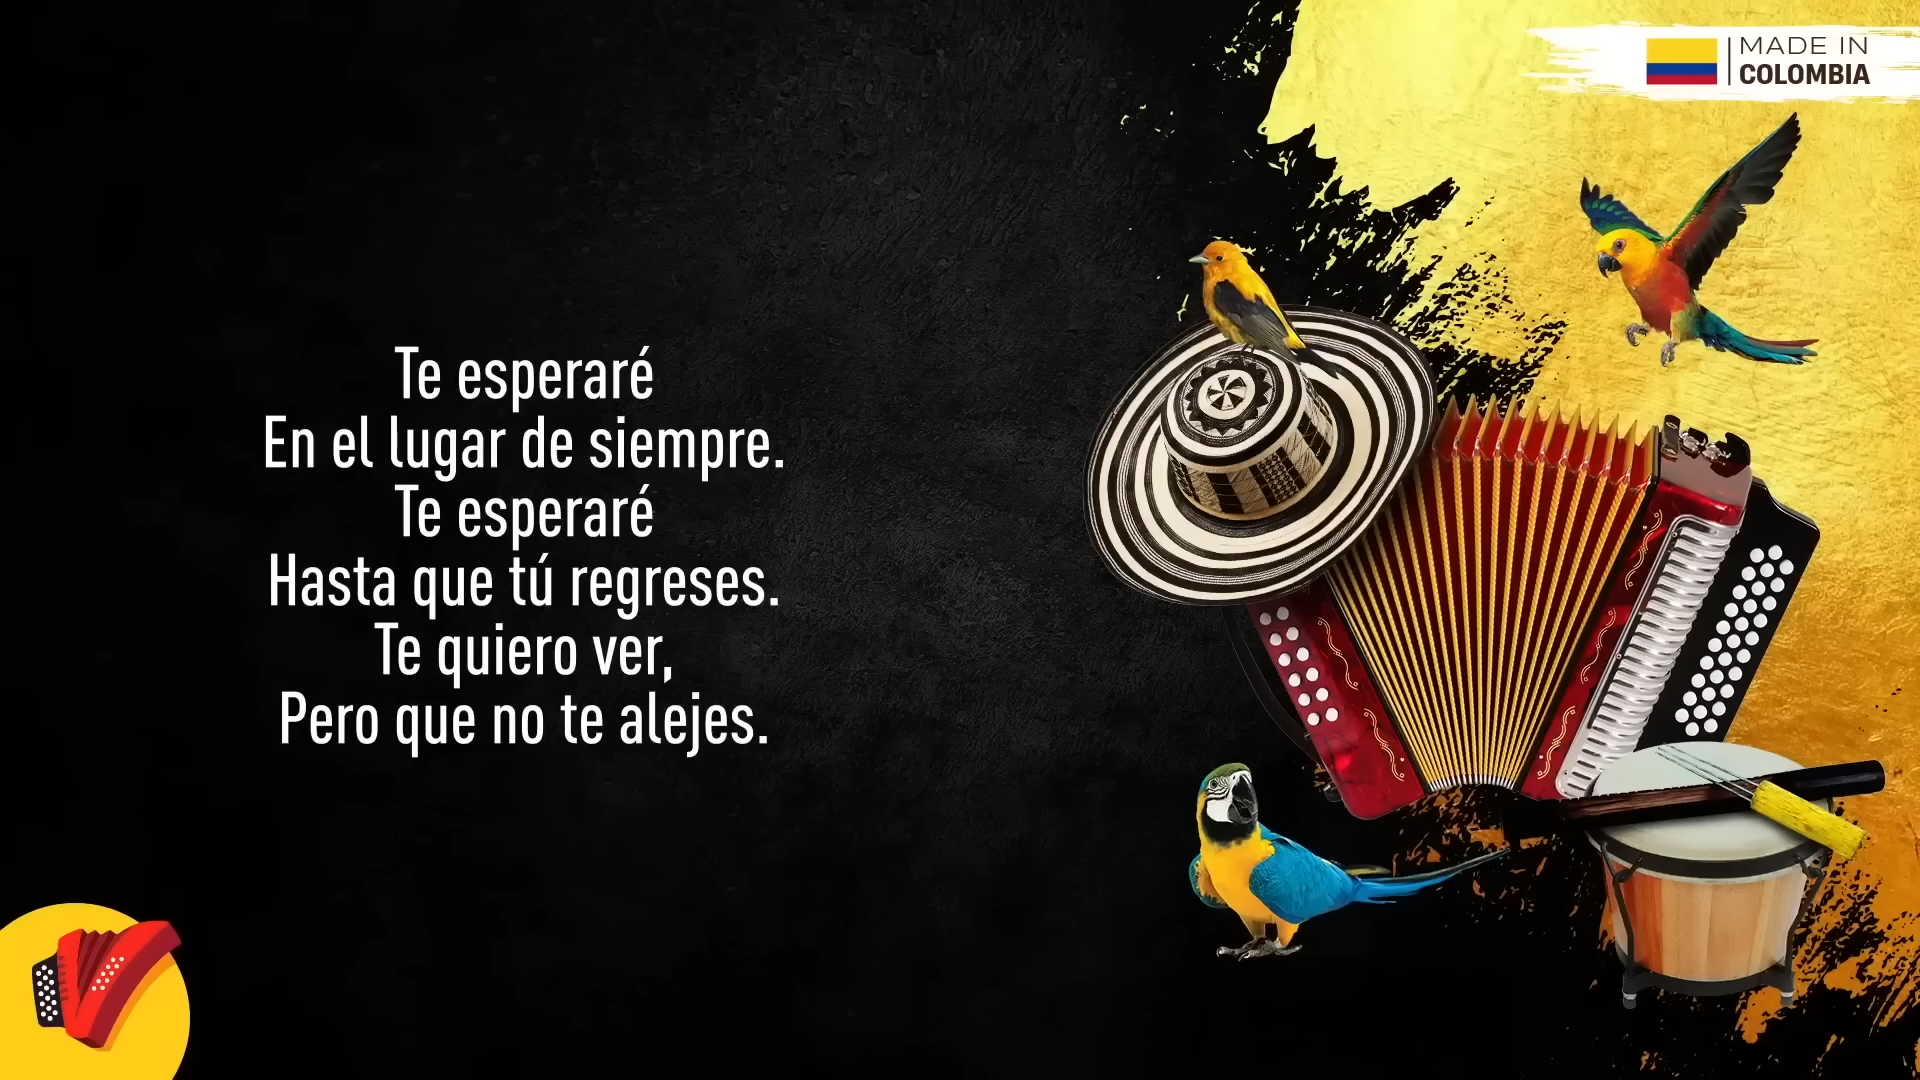 MADE IN
COLOMBIA
Te esperaré
En el lugar de siempre.
Te esperaré
Hasta que tú regreses.
Te quiero ver,
Pero que no te alejes.